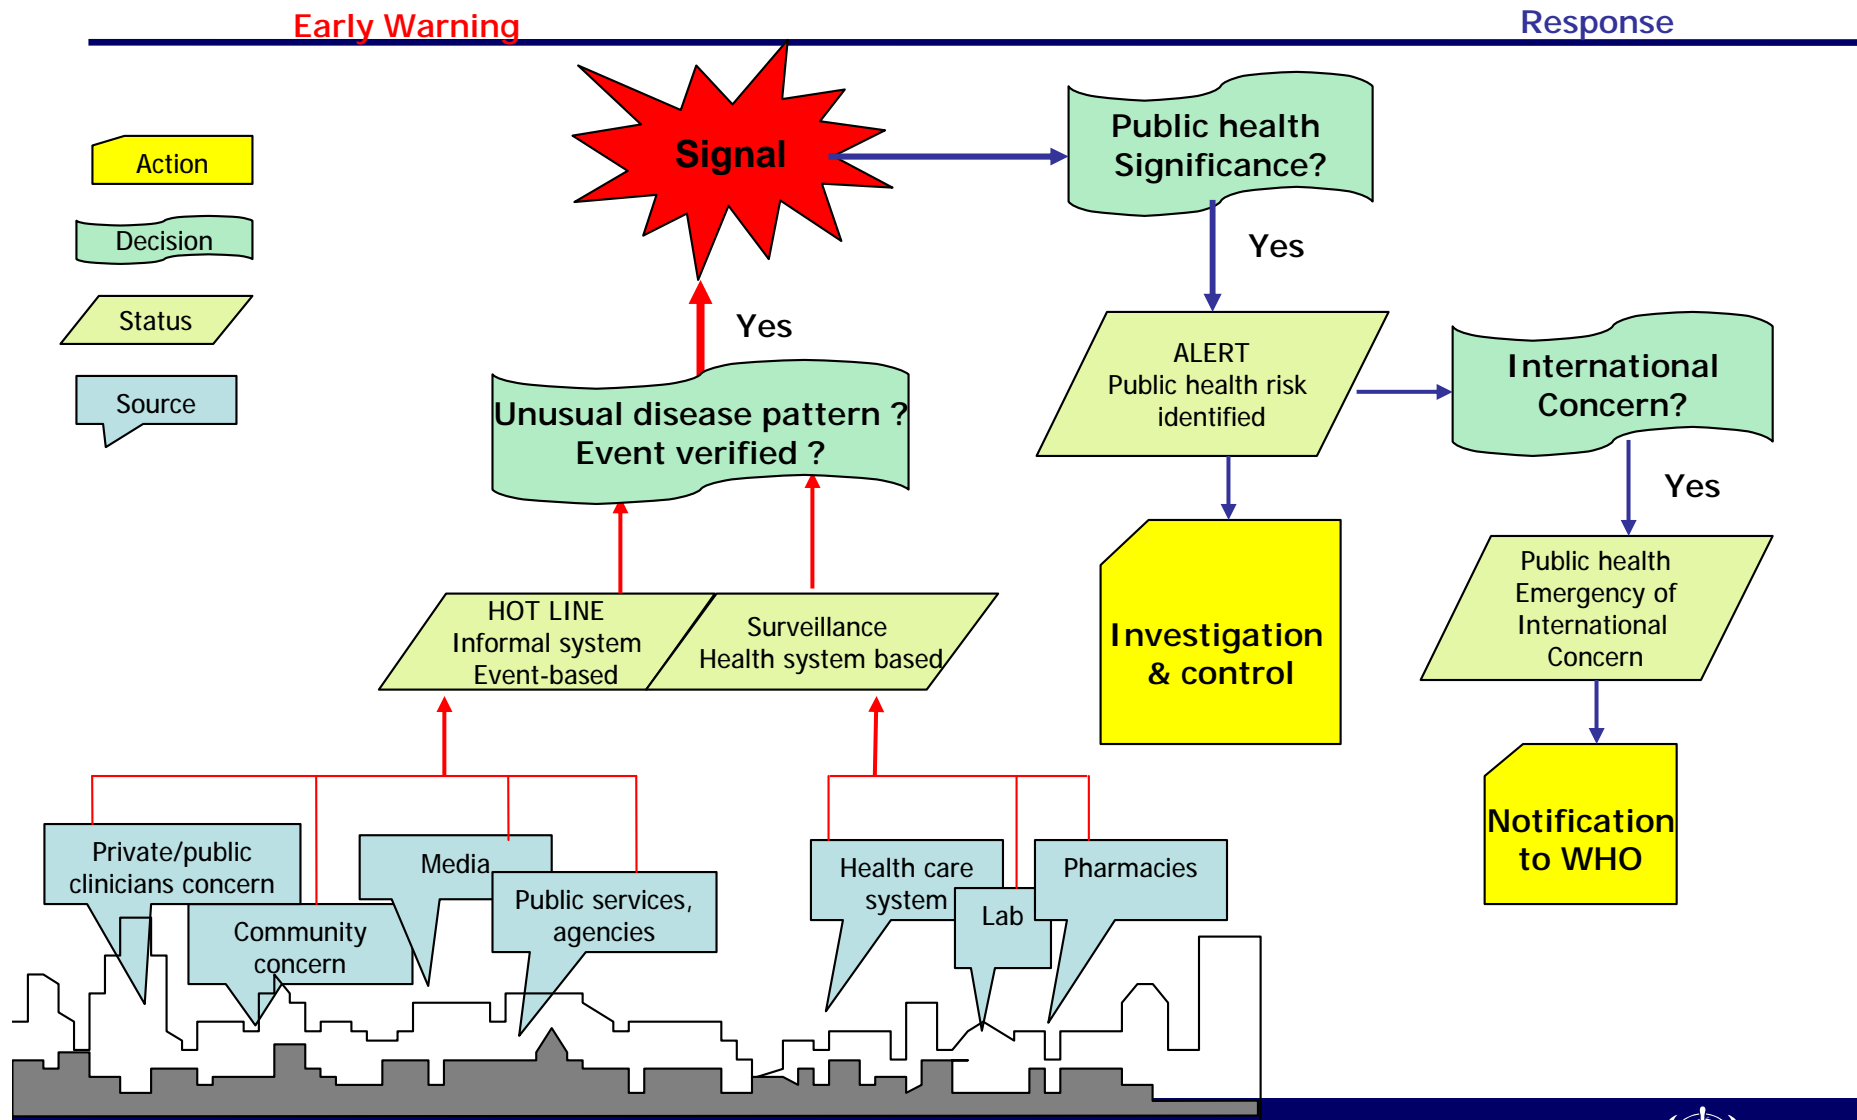 Early Warning
Response
Action
Decision
Status
Source
Signal
Public health
Significance?
Yes
Yes
Unusual disease pattern ?
Event verified ?
ALERT
Public health risk
identified
International
Concern?
Yes
HOT LINE
Informal system
Event-based
Surveillance
Health system based
Investigation
& control
Public health
Emergency of
International
Concern
Notification
to WHO
Private/public
clinicians concern
Community
concern
Media
Public services,
agencies
Health care
system
Lab
Pharmacies